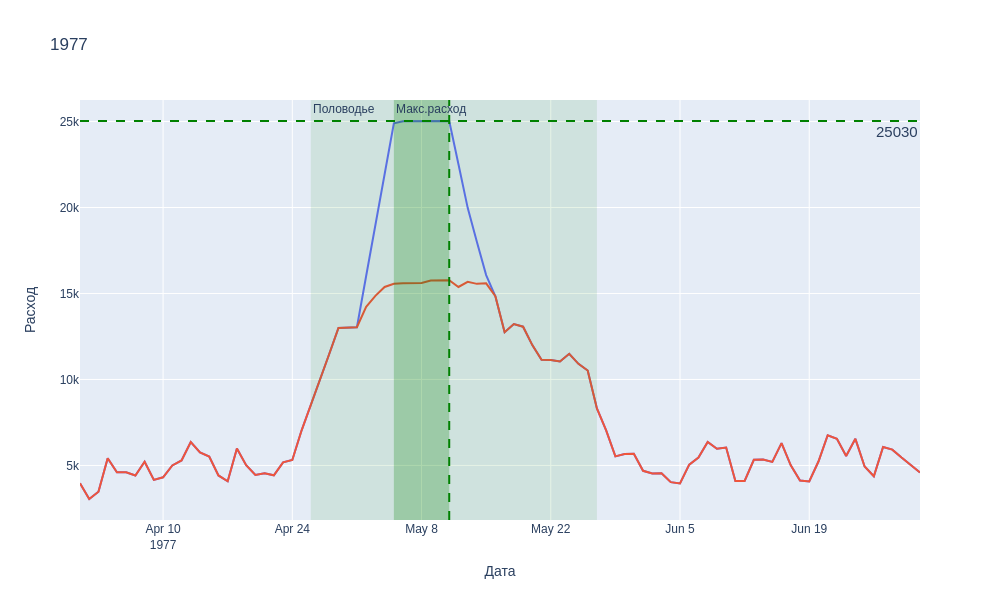 1977
Половодье
Макс.расход
25k
25030
20k
15k
10k
5k
Расход
Apr 10
1977
Apr 24
May 8
May 22
Jun 5
Jun 19
Дата